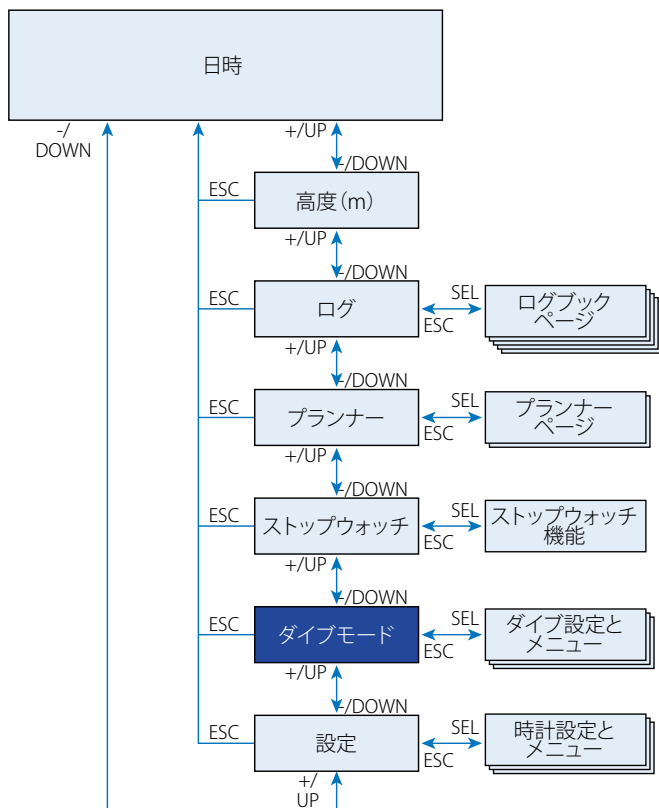 日時
-/
DOWN
+/UP
-/DOWN
ESC
高度（m）
+/UP
-/DOWN
ESC
ログ
SEL
ESC
ログブック
ページ
+/UP
-/DOWN
ESC
プランナー
SEL
ESC
プランナー
ページ
+/UP
-/DOWN
ESC
ストップウォッチ
SEL
ESC
ストップウォッチ
機能
+/UP
-/DOWN
ESC
ダイブモード
SEL
ESC
ダイブ設定と
メニュー
+/UP
-/DOWN
ESC
設定
SEL
ESC
時計設定と
メニュー
+/
UP